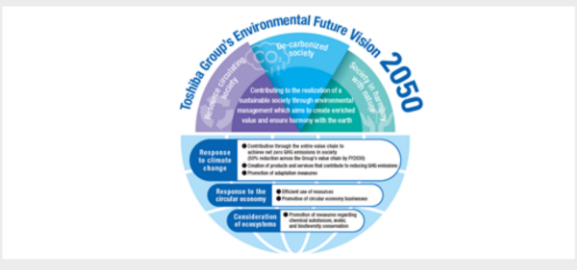 Toshiba Group's Environmental Future Vision 2050
Resource circulating
society
CO2
De-carbonized
society
Society in harmony
with nature
Contributing to the realization of a
sustainable society through environmental
management which aims to create enriched
value and ensure harmony with the earth
Response
to climate
change
● Contribution through the entire value chain to
achieve net zero GHG emissions in society
(50% reduction across the Group's value chain by FY2030)
● Creation of products and services that contribute to reducing GHG emissions
● Promotion of adaptation measures
Response to the
circular economy
● Efficient use of resources
● Promotion of circular economy businesses
Consideration
of ecosystems
● Promotion of measures regarding
chemical substances, water,
and biodiversity conservation